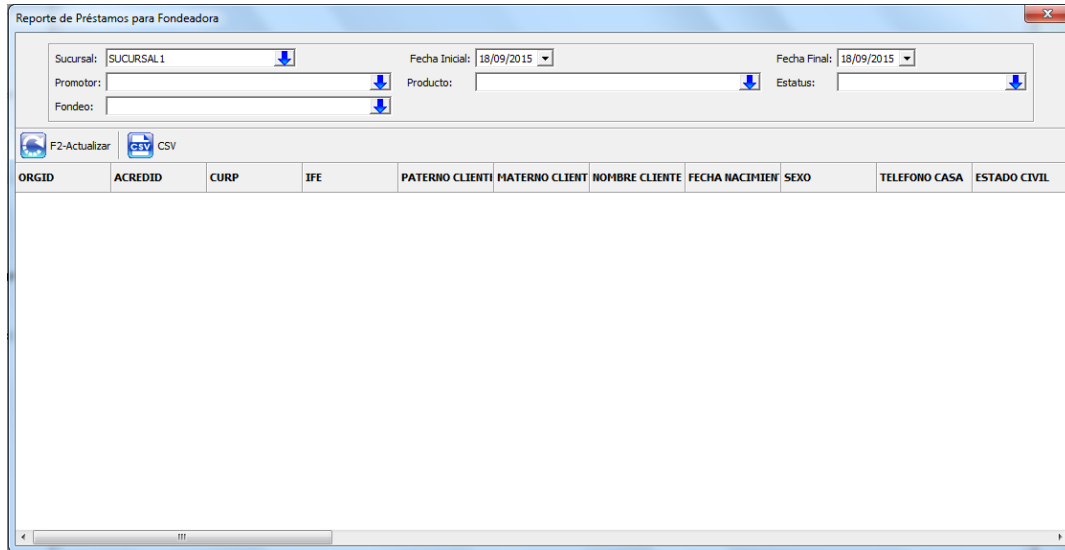 Reporte de Préstamos para Fondeadora
Sucursal: SUCURSAL1 Fecha Inicial: 18/09/2015 Fecha Final: 18/09/2015
Promotor: Producto: Estatus:
Fondeo:
F2-Actualizar CSV CSV
ORGID ACREDID CURP IFE PATERNO CLIENTE MATERNO CLIENT NOMBRE CLIENTE FECHA NACIMIEN SEXO TELEFONO CASA ESTADO CIVIL